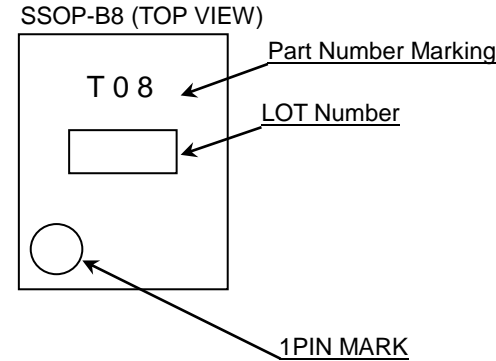 SSOP-B8 (TOP VIEW)
Part Number Marking
T 0 8
LOT Number
1PIN MARK